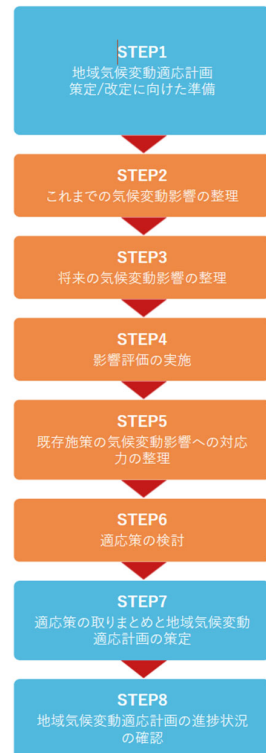 STEP1
地域気候変動適応計画
策定/改定に向けた準備
STEP2
これまでの気候変動影響の整理
STEP3
将来の気候変動影響の整理
STEP4
影響評価の実施
STEP5
既存施策の気候変動影響への対応
力の整理
STEP6
適応策の検討
STEP7
適応策の取りまとめと地域気候変動
適応計画の策定
STEP8
地域気候変動適応計画の進捗状況
の確認